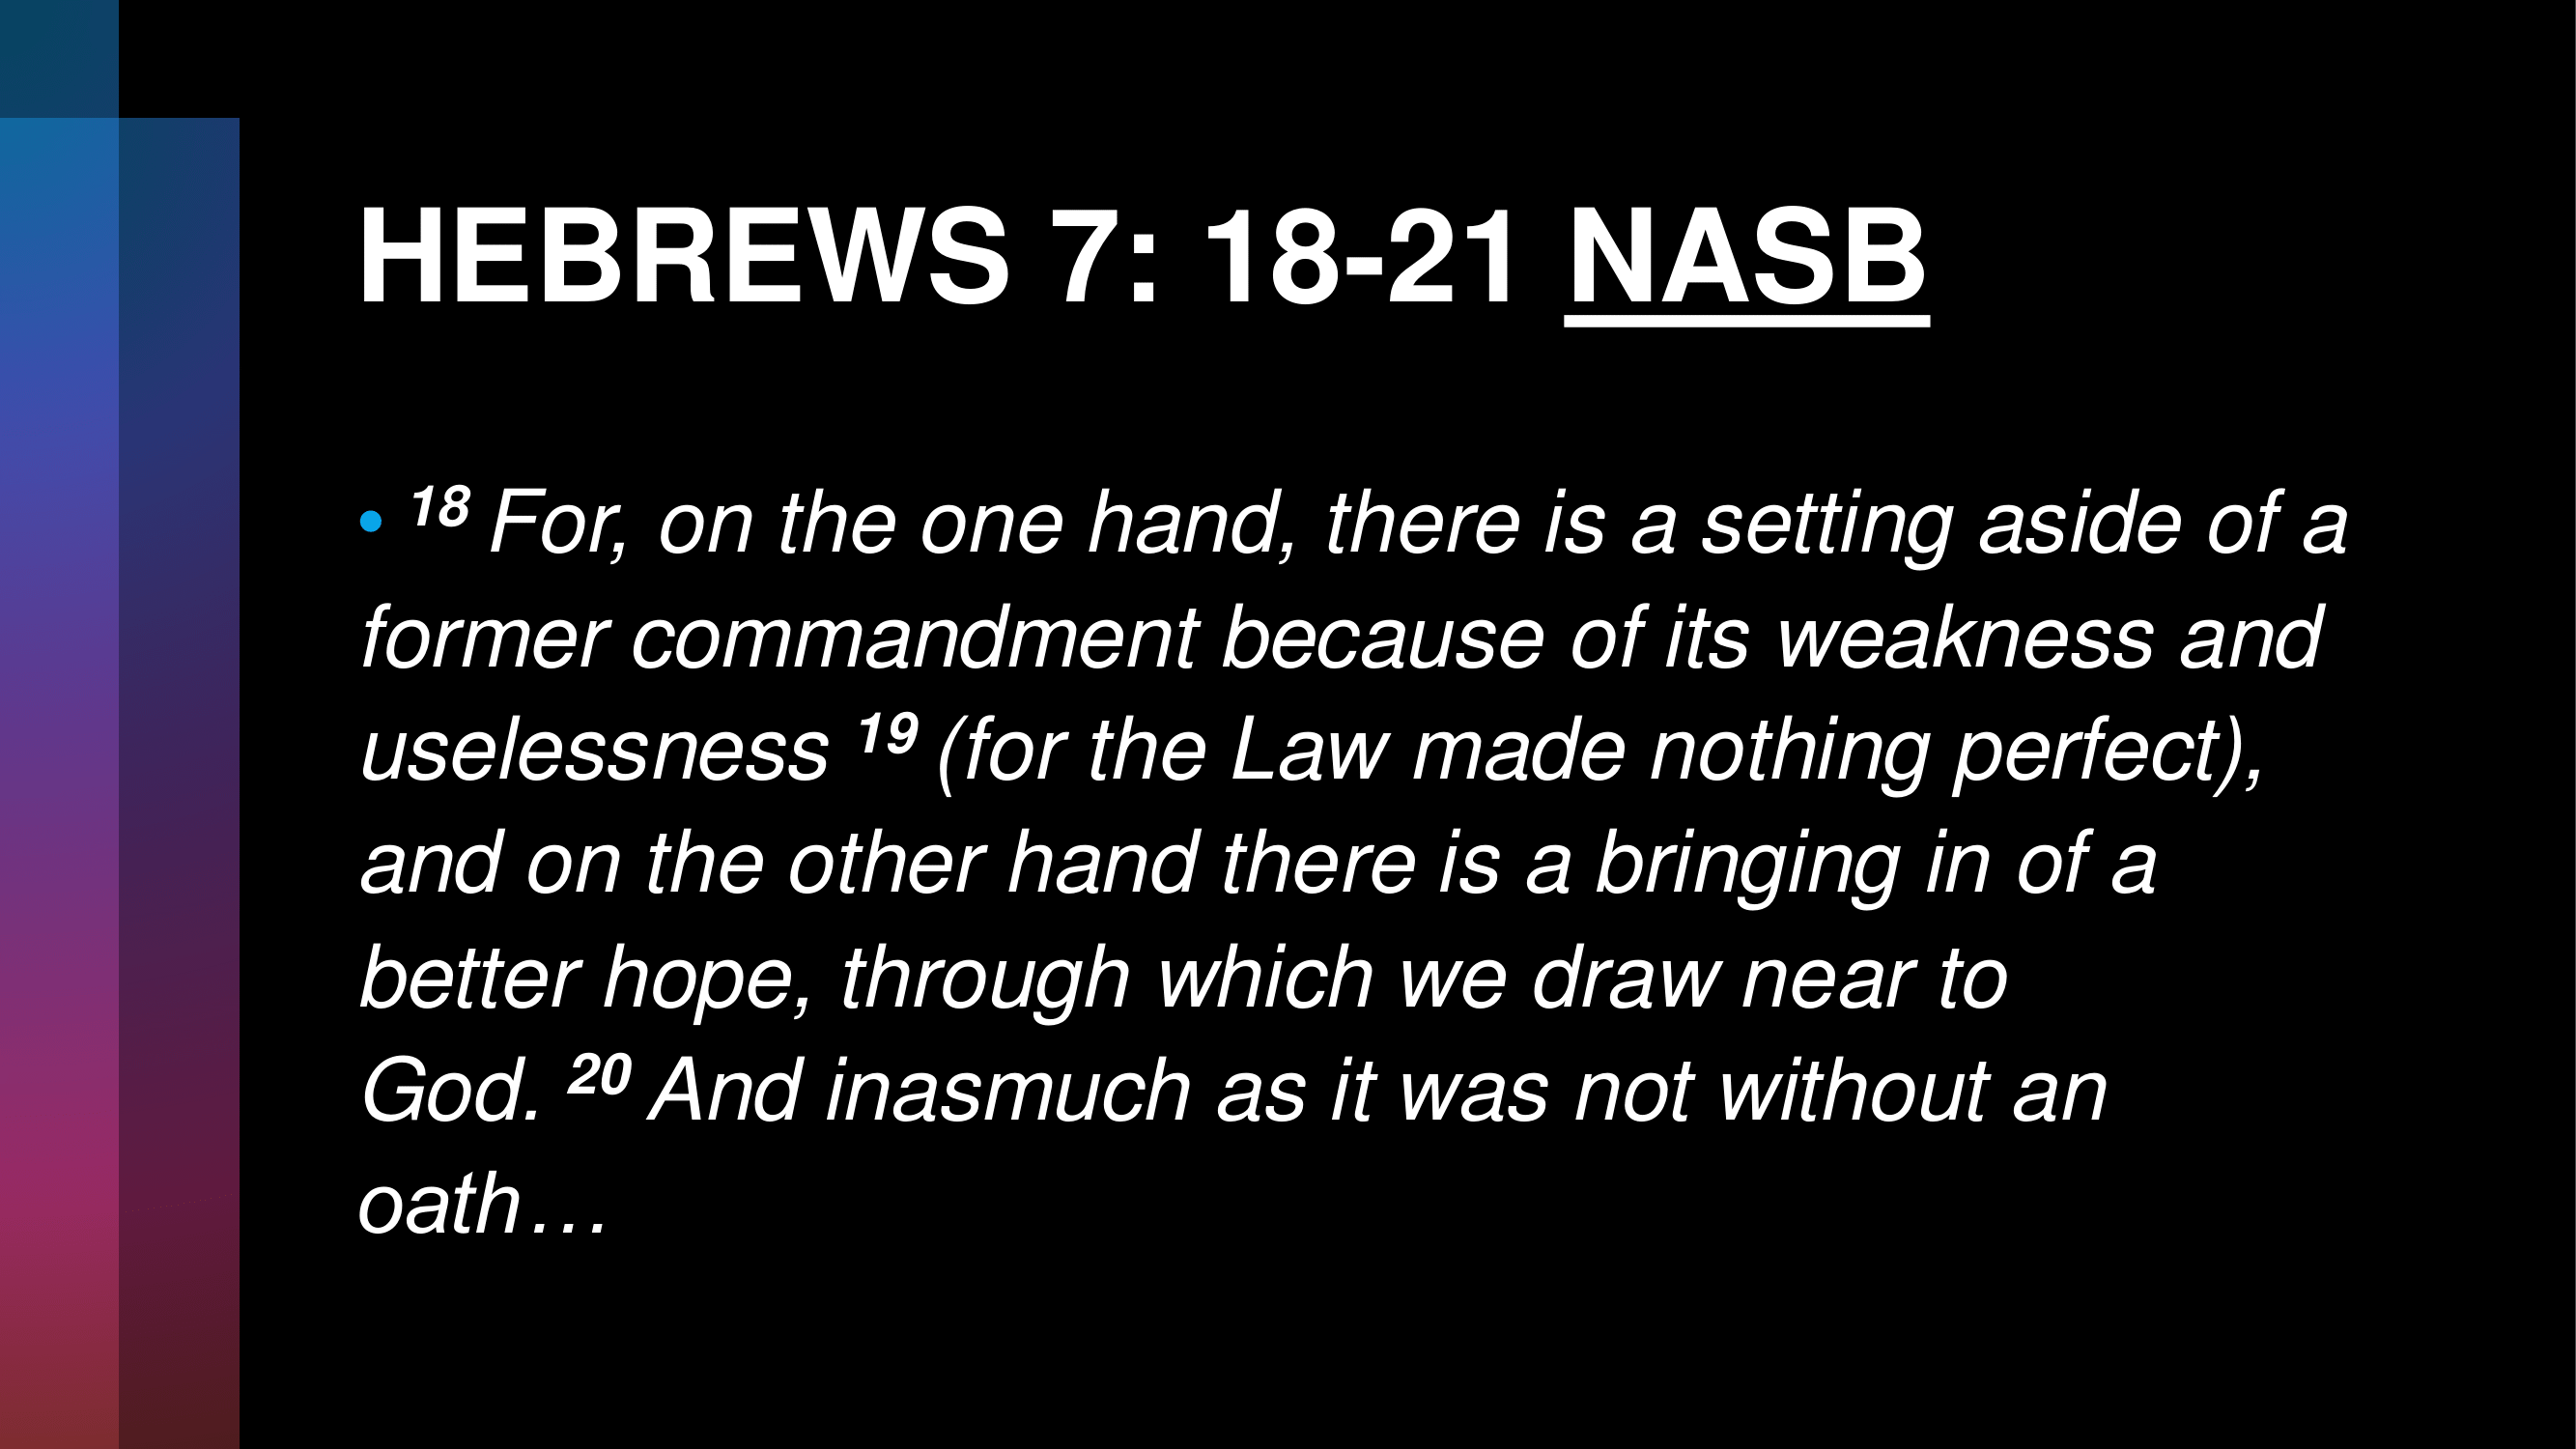 HEBREWS 7: 18-21 NASB
• 18 For, on the one hand, there is a setting aside of a
former commandment because of its weakness and
uselessness 19 (for the Law made nothing perfect),
and on the other hand there is a bringing in of a
better hope, through which we draw near to
God. 20 And inasmuch as it was not without an
oath…